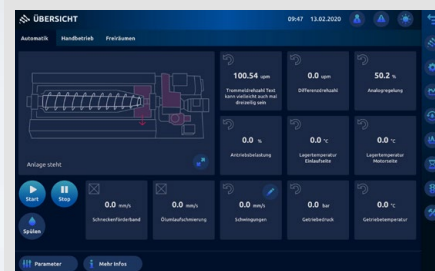 ÜBERSICHT
09:47 13.02.2020
Automatik Handbetrieb Freiräumen
100.54 upm
Trommeldrehzahl Text
kann vielleicht auch mal
dreizeilig sein
0.0 upm
Differenzdrehzahl
50.2 %
Analogregelung
0.0 %
Antriebsbelastung
0.0 °C
Lagertemperatur
Einlaufseite
0.0 °C
Lagertemperatur
Motorseite
Anlage steht
Start
Stop
Spülen
0.0 mm/s
Schneckenförderband
0.0 mm/s
Ölumlaufschmierung
0.0 mm/s
Schwingungen
0.0 bar
Getriebedruck
0.0 °C
Getriebetemperatur
Parameter
Mehr Infos